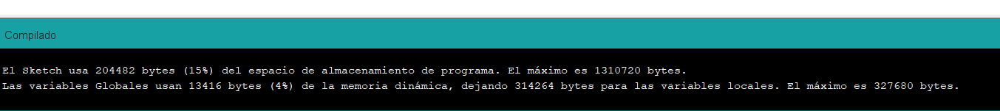 Compilado
El Sketch usa 204482 bytes (15%) del espacio de almacenamiento de programa. El máximo es 1310720 bytes.
Las variables Globales usan 13416 bytes (4%) de la memoria dinámica, dejando 314264 bytes para las variables locales. El máximo es 327680 bytes.